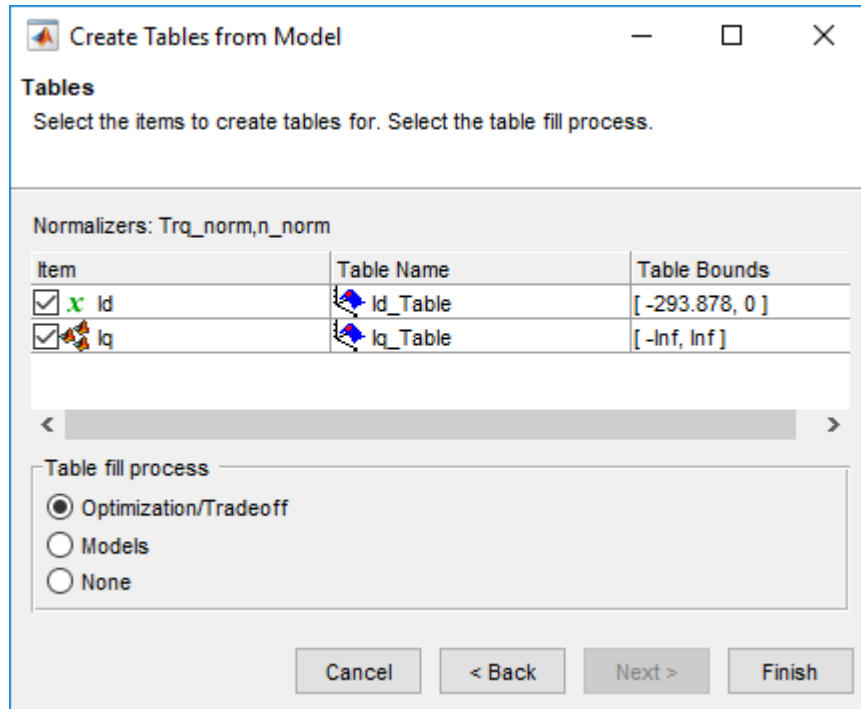 Create Tables from Model
Tables
Select the items to create tables for. Select the table fill process.
Normalizers: Trq_norm,n_norm
Item Table Name Table Bounds
x Id Id_Table [ -293.878, 0 ]
Iq Iq_Table [ -Inf, Inf ]
Table fill process
Optimization/Tradeoff
Models
None
Cancel < Back Next > Finish